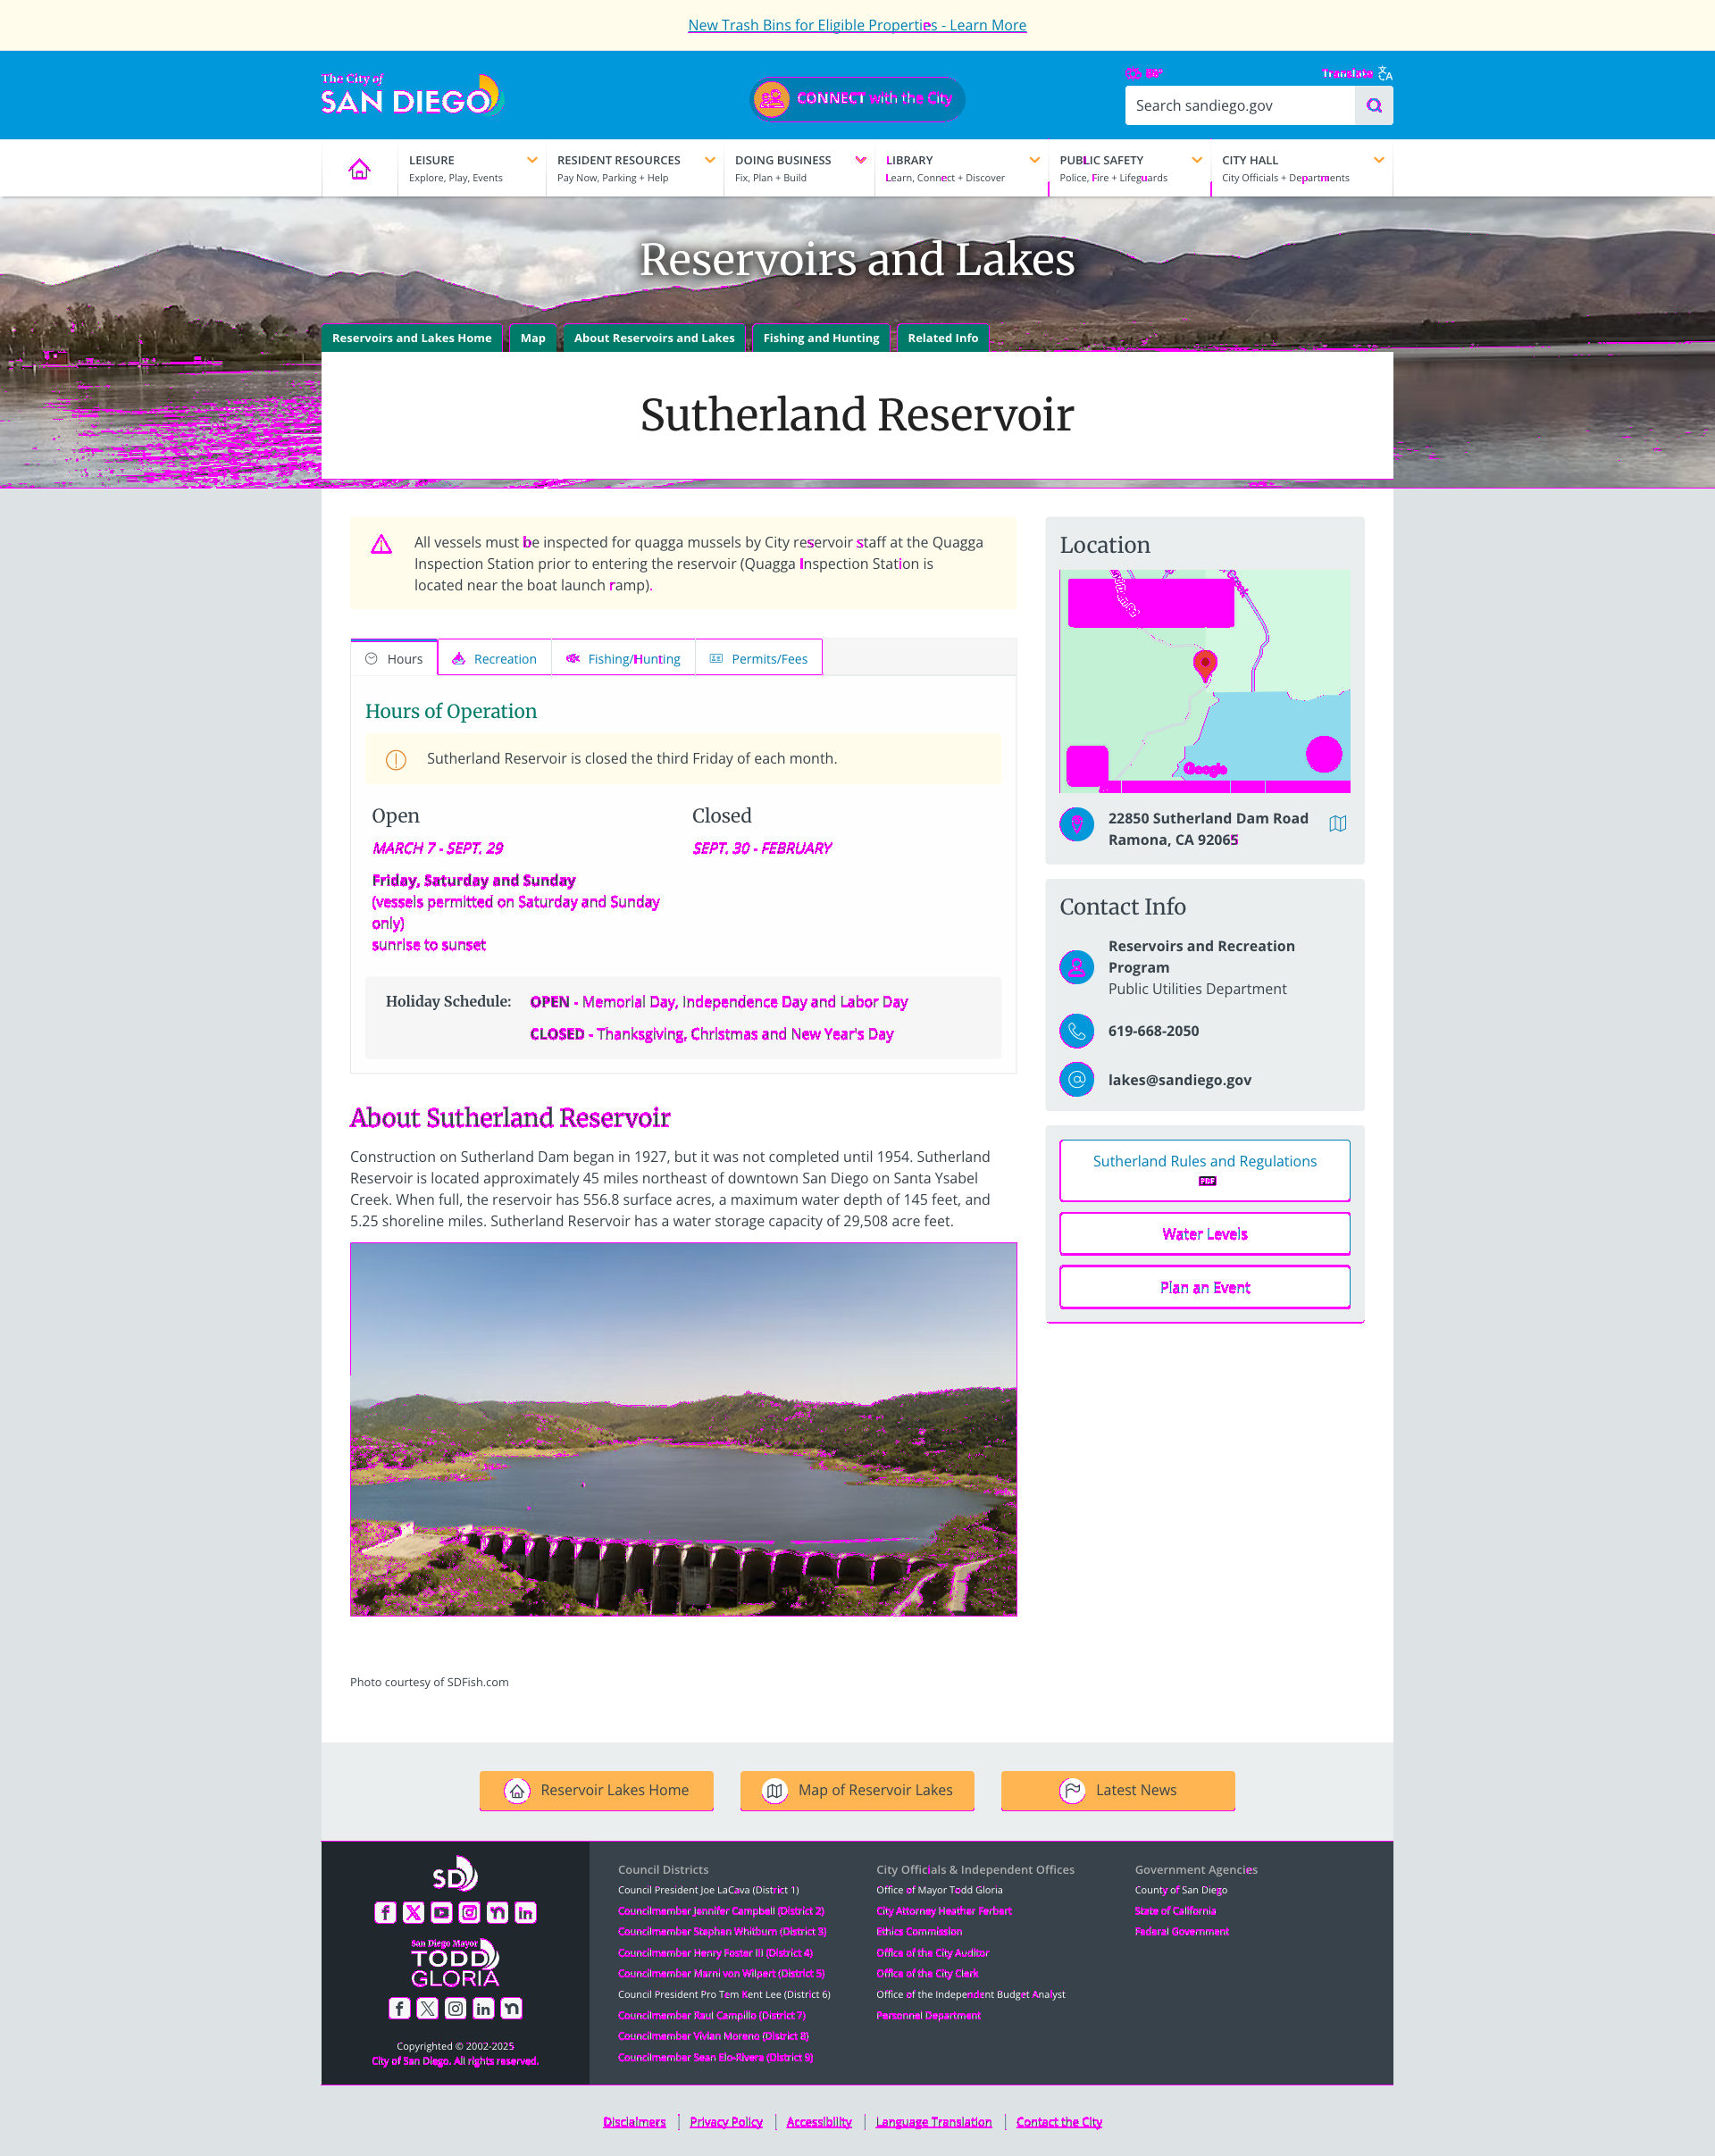 New Trash Bins for Eligible Properties - Learn More
The City of
SAN DIEGO
CONNECT with the City
Translate
Search sandiego.gov
LEISURE
Explore, Play, Events
RESIDENT RESOURCES
Pay Now, Parking + Help
DOING BUSINESS
Fix, Plan + Build
LIBRARY
Learn, Connect + Discover
PUBLIC SAFETY
Police, Fire + Lifeguards
CITY HALL
City Officials + Departments
Reservoirs and Lakes
Reservoirs and Lakes Home
Map
About Reservoirs and Lakes
Fishing and Hunting
Related Info
Sutherland Reservoir
All vessels must be inspected for quagga mussels by City reservoir staff at the Quagga
Inspection Station prior to entering the reservoir (Quagga Inspection Station is
located near the boat launch ramp).
Hours
Recreation
Fishing/Hunting
Permits/Fees
Hours of Operation
Sutherland Reservoir is closed the third Friday of each month.
Open
MARCH 7 - SEPT. 29
Friday, Saturday and Sunday
(vessels permitted on Saturday and Sunday
only)
sunrise to sunset
Closed
SEPT. 30 - FEBRUARY
Holiday Schedule:
OPEN - Memorial Day, Independence Day and Labor Day
CLOSED - Thanksgiving, Christmas and New Year's Day
About Sutherland Reservoir
Construction on Sutherland Dam began in 1927, but it was not completed until 1954. Sutherland
Reservoir is located approximately 45 miles northeast of downtown San Diego on Santa Ysabel
Creek. When full, the reservoir has 556.8 surface acres, a maximum water depth of 145 feet, and
5.25 shoreline miles. Sutherland Reservoir has a water storage capacity of 29,508 acre feet.
Photo courtesy of SDFish.com
Location
Google
22850 Sutherland Dam Road
Ramona, CA 92065
Contact Info
Reservoirs and Recreation
Program
Public Utilities Department
619-668-2050
lakes@sandiego.gov
Sutherland Rules and Regulations
PDF
Water Levels
Plan an Event
Reservoir Lakes Home
Map of Reservoir Lakes
Latest News
SD
San Diego Mayor
TODD
GLORIA
Copyrighted © 2002-2025
City of San Diego. All rights reserved.
Council Districts
Council President Joe LaCava (District 1)
Councilmember Jennifer Campbell (District 2)
Councilmember Stephen Whitburn (District 3)
Councilmember Henry Foster III (District 4)
Councilmember Marni von Wilpert (District 5)
Council President Pro Tem Kent Lee (District 6)
Councilmember Raul Campillo (District 7)
Councilmember Vivian Moreno (District 8)
Councilmember Sean Elo-Rivera (District 9)
City Officials & Independent Offices
Office of Mayor Todd Gloria
City Attorney Heather Ferbert
Ethics Commission
Office of the City Auditor
Office of the City Clerk
Office of the Independent Budget Analyst
Personnel Department
Government Agencies
County of San Diego
State of California
Federal Government
Disclaimers
Privacy Policy
Accessibility
Language Translation
Contact the City